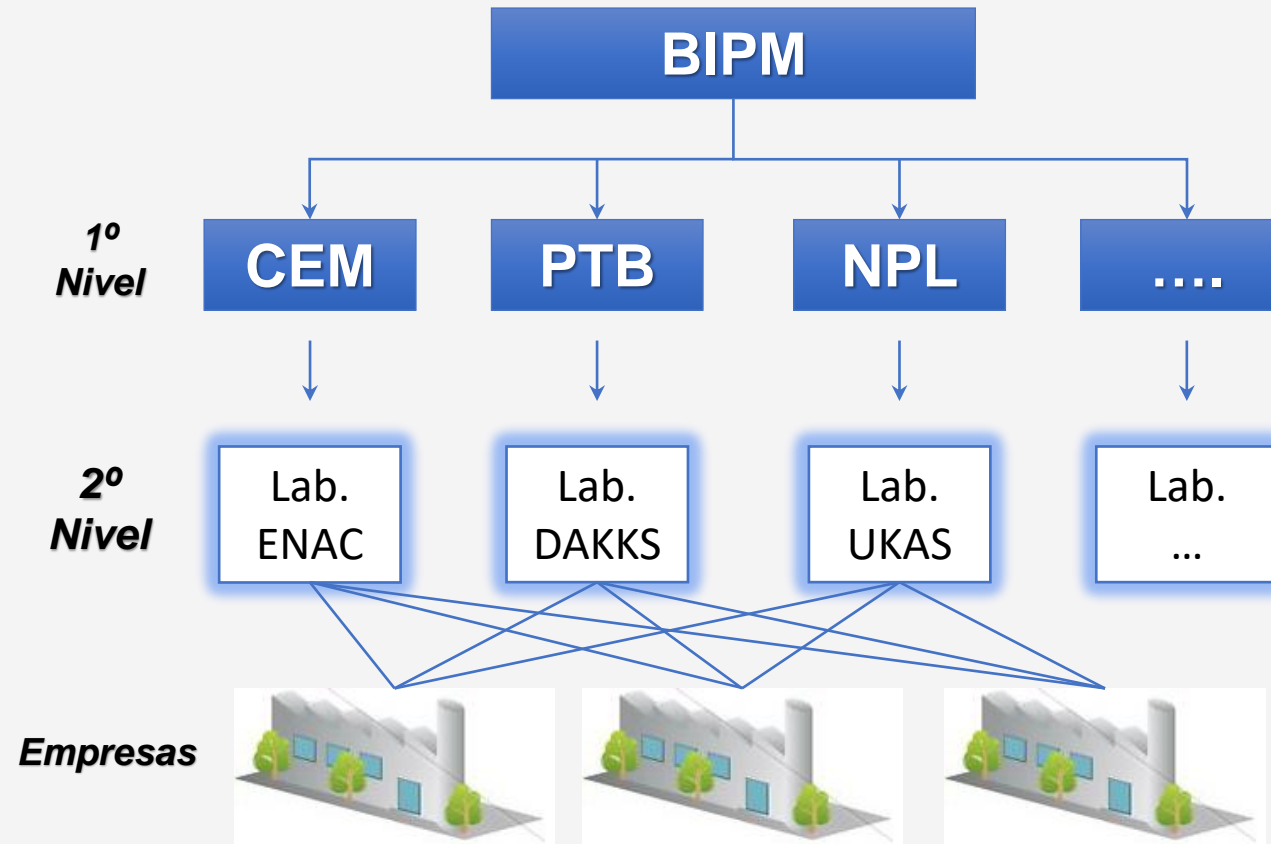 BIPM
1º
Nivel
CEM
PTB
NPL
....
2º
Nivel
Lab.
ENAC
Lab.
DAKKS
Lab.
UKAS
Lab.
...
Empresas